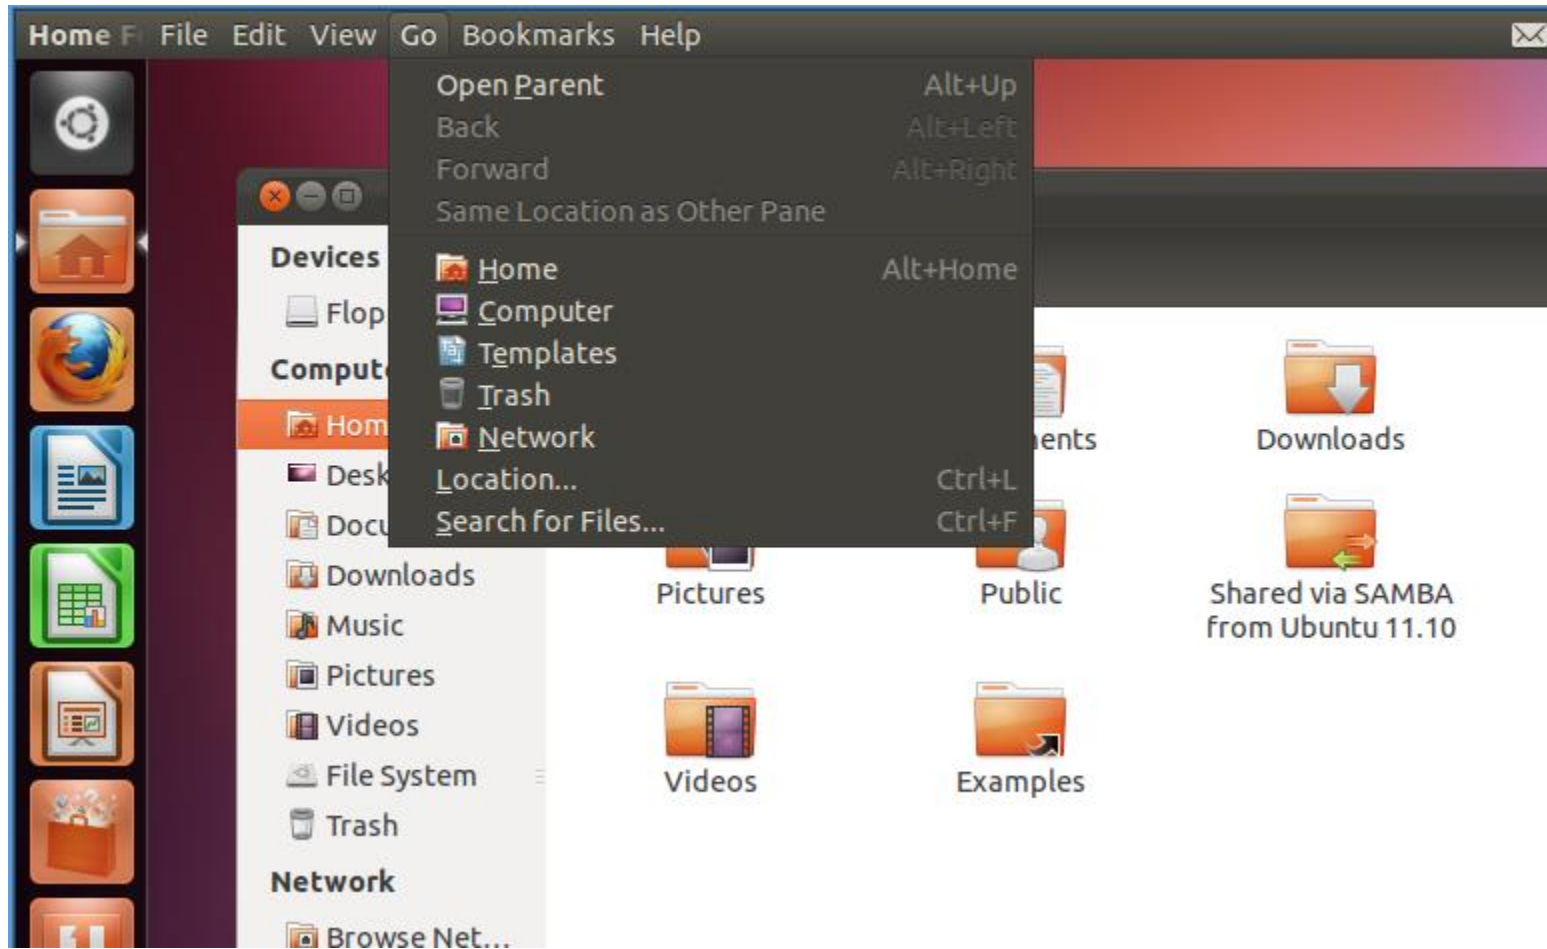 Home File Edit View Go Bookmarks Help
Open Parent Alt+Up
Back Alt+Left
Forward Alt+Right
Same Location as Other Pane
Home Alt+Home
Computer
Templates
Trash
Network
Location... Ctrl+L
Search for Files... Ctrl+F
Devices
Flop
Compute
Hom
Desk
Docu
Downloads
Music
Pictures
Videos
File System
Trash
Network
Browse Net...
ments
Downloads
Pictures
Public
Shared via SAMBA
from Ubuntu 11.10
Videos
Examples